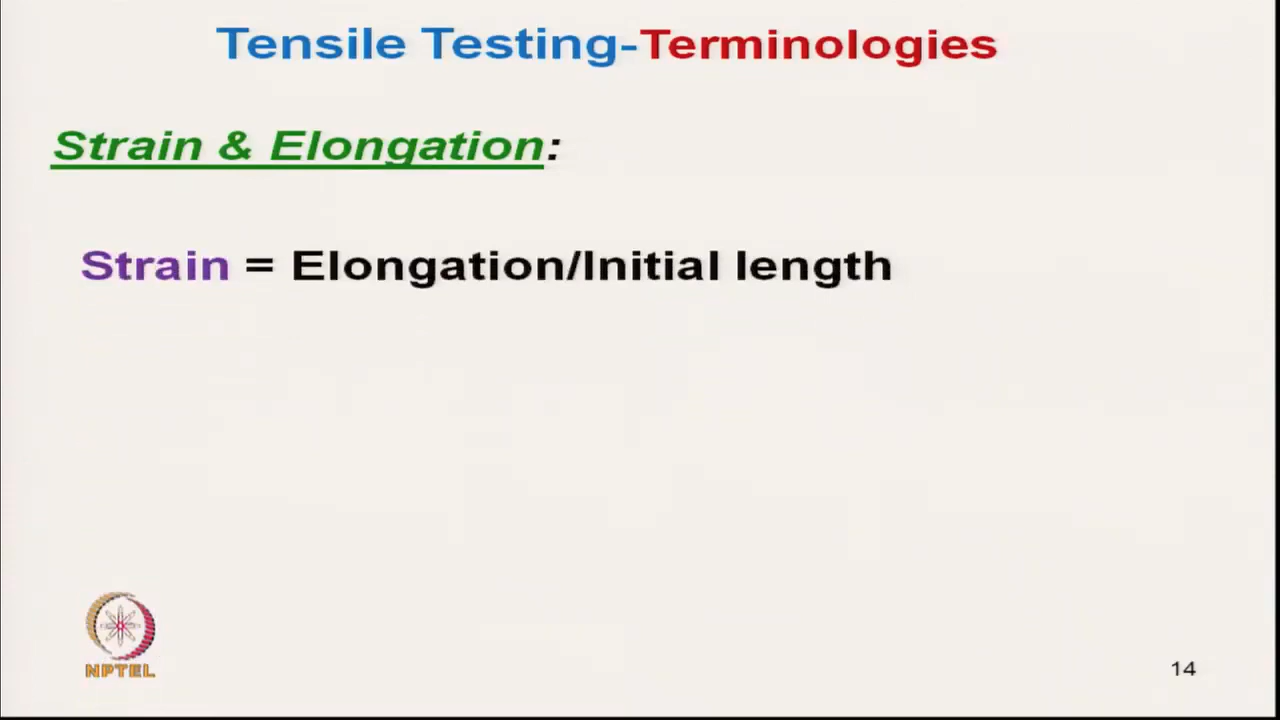 Tensile Testing-Terminologies
Strain & Elongation:
Strain = Elongation/Initial length
NPTEL
14